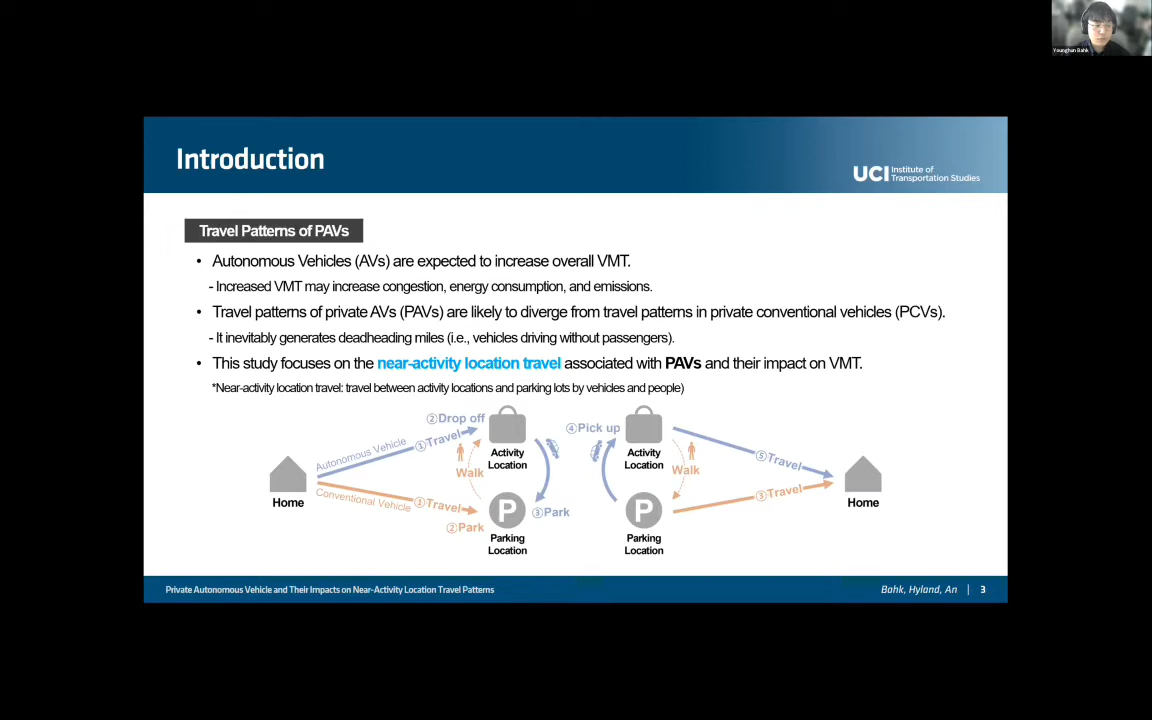 Younghun Bahk
Introduction
UCI Institute of
Transportation Studies
Travel Patterns of PAVs
• Autonomous Vehicles (AVs) are expected to increase overall VMT.
- Increased VMT may increase congestion, energy consumption, and emissions.
• Travel patterns of private AVs (PAVs) are likely to diverge from travel patterns in private conventional vehicles (PCVs).
- It inevitably generates deadheading miles (i.e., vehicles driving without passengers).
• This study focuses on the near-activity location travel associated with PAVs and their impact on VMT.
*Near-activity location travel: travel between activity locations and parking lots by vehicles and people)
②Drop off
Autonomous Vehicle
①Travel
Walk
Activity
Location
Home
Conventional Vehicle
①Travel
②Park
P
③Park
Parking
Location
④Pick up
Activity
Location
Walk
⑤Travel
P
③Travel
Parking
Location
Home
Private Autonomous Vehicle and Their Impacts on Near-Activity Location Travel Patterns
Bahk, Hyland, An | 3